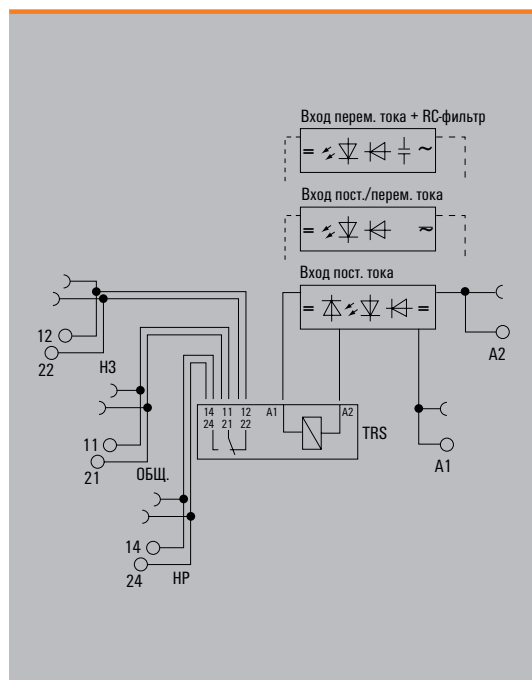 Вход перем. тока + RC-фильтр
= ~
Вход пост./перем. тока
=
Вход пост. тока
= =
12
22
НЗ
A2
11
21
ОБЩ.
14 11 12 A1 A2
24 21 22
TRS
A1
14
24
НР